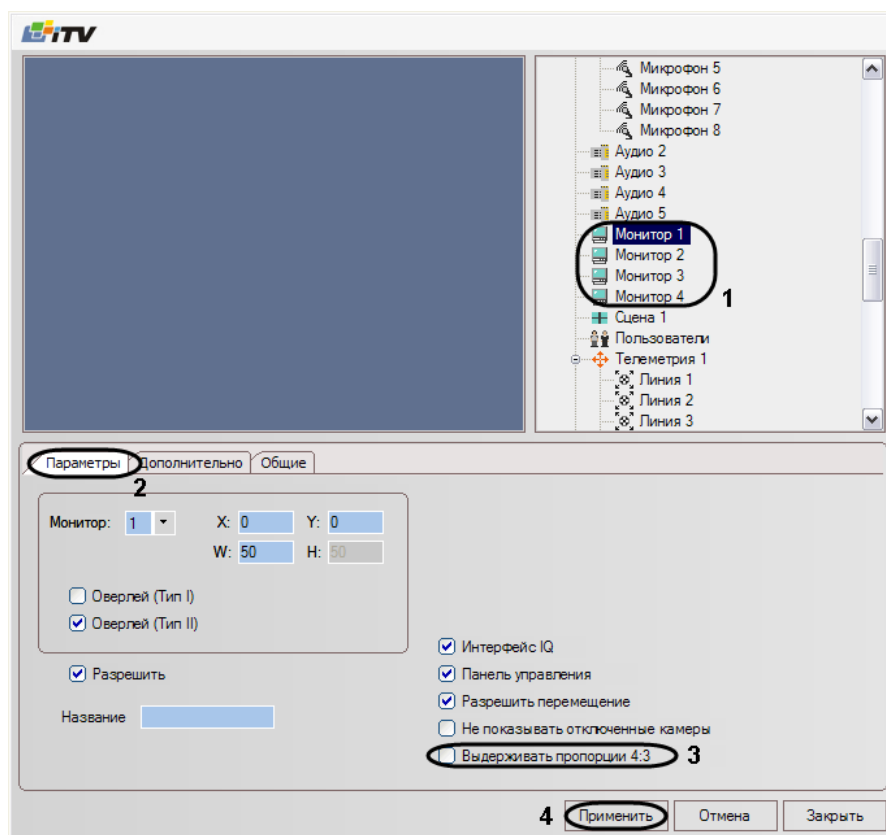 iTV
Микрофон 5
Микрофон 6
Микрофон 7
Микрофон 8
Аудио 2
Аудио 3
Аудио 4
Аудио 5
Монитор 1
Монитор 2
Монитор 3
Монитор 4
1
Сцена 1
Пользователи
Телеметрия 1
Линия 1
Линия 2
Линия 3
Параметры Дополнительно Общие
2
Монитор: 1 X: 0 Y: 0
W: 50 H: 50
Оверлей (Тип I)
Оверлей (Тип II)
Интерфейс IQ
Разрешить
Панель управления
Разрешить перемещение
Название
Не показывать отключенные камеры
Выдерживать пропорции 4:3 3
4 Применить Отмена Закрыть